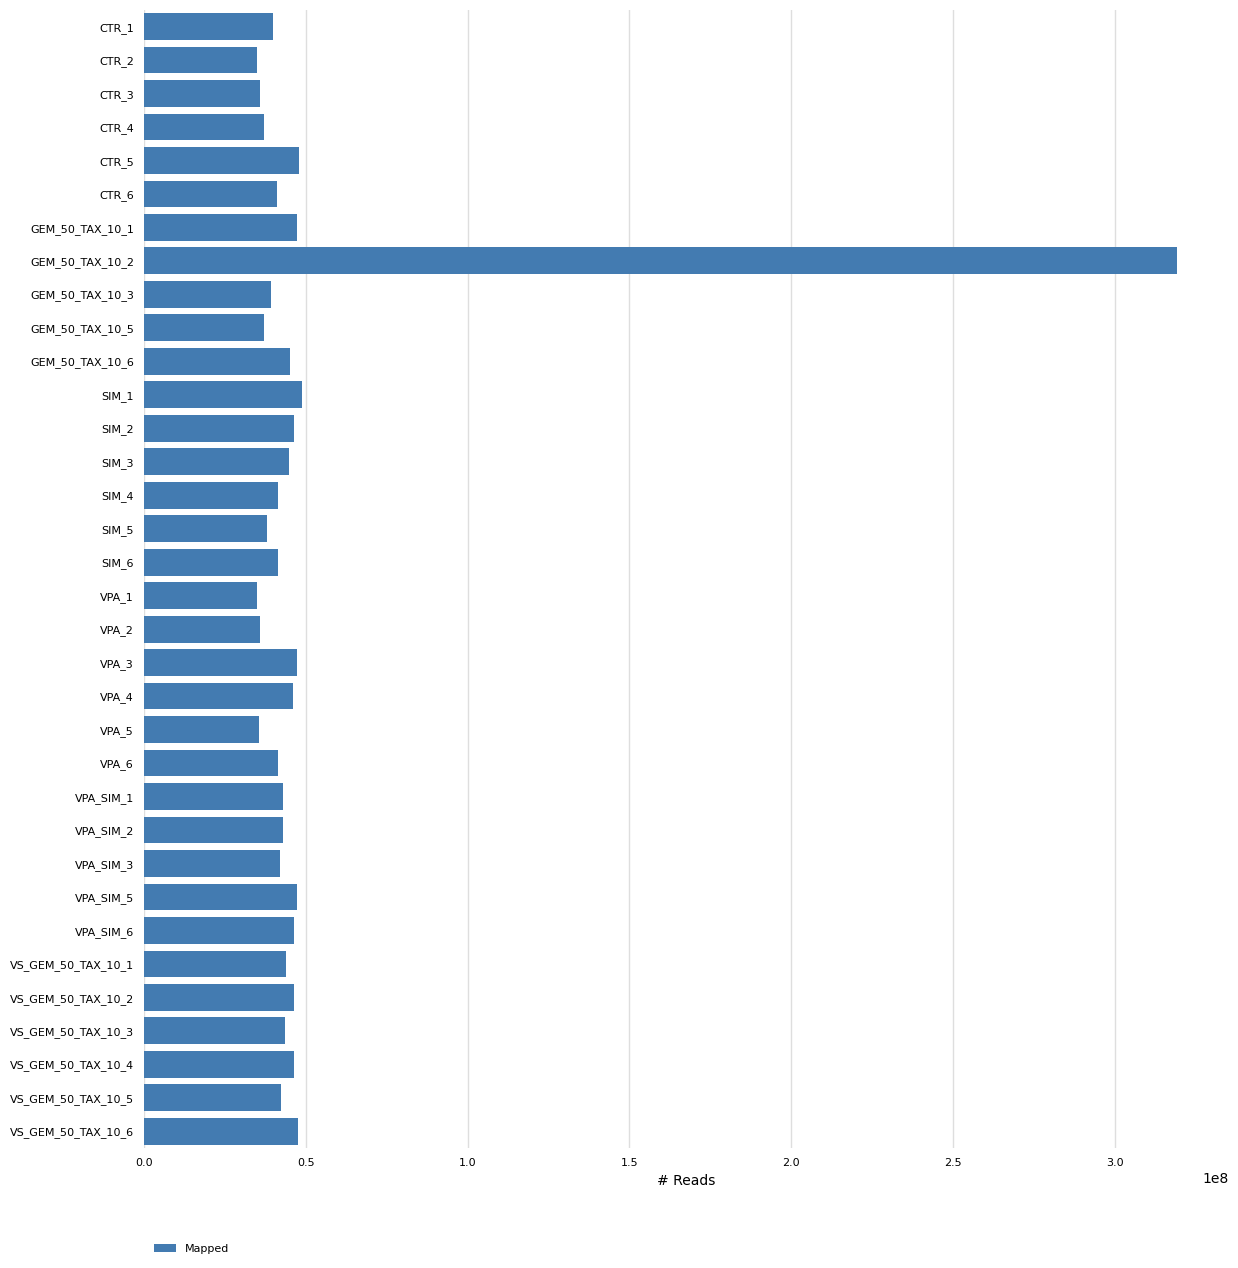 CTR_1
CTR_2
CTR_3
CTR_4
CTR_5
CTR_6
GEM_50_TAX_10_1
GEM_50_TAX_10_2
GEM_50_TAX_10_3
GEM_50_TAX_10_5
GEM_50_TAX_10_6
SIM_1
SIM_2
SIM_3
SIM_4
SIM_5
SIM_6
VPA_1
VPA_2
VPA_3
VPA_4
VPA_5
VPA_6
VPA_SIM_1
VPA_SIM_2
VPA_SIM_3
VPA_SIM_5
VPA_SIM_6
VS_GEM_50_TAX_10_1
VS_GEM_50_TAX_10_2
VS_GEM_50_TAX_10_3
VS_GEM_50_TAX_10_4
VS_GEM_50_TAX_10_5
VS_GEM_50_TAX_10_6
0.0 0.5 1.0 1.5 2.0 2.5 3.0
# Reads 1e8
Mapped